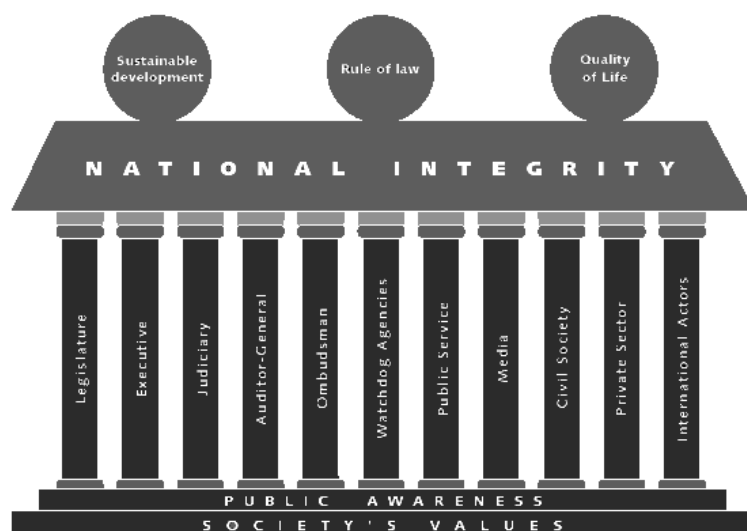 Sustainable
development
Rule of law
Quality
of Life
NATIONAL INTEGRITY
Legislature
Executive
Judiciary
Auditor-General
Ombudsman
Watchdog Agencies
Public Service
Media
Civil Society
Private Sector
International Actors
PUBLIC AWARENESS
SOCIETY'S VALUES